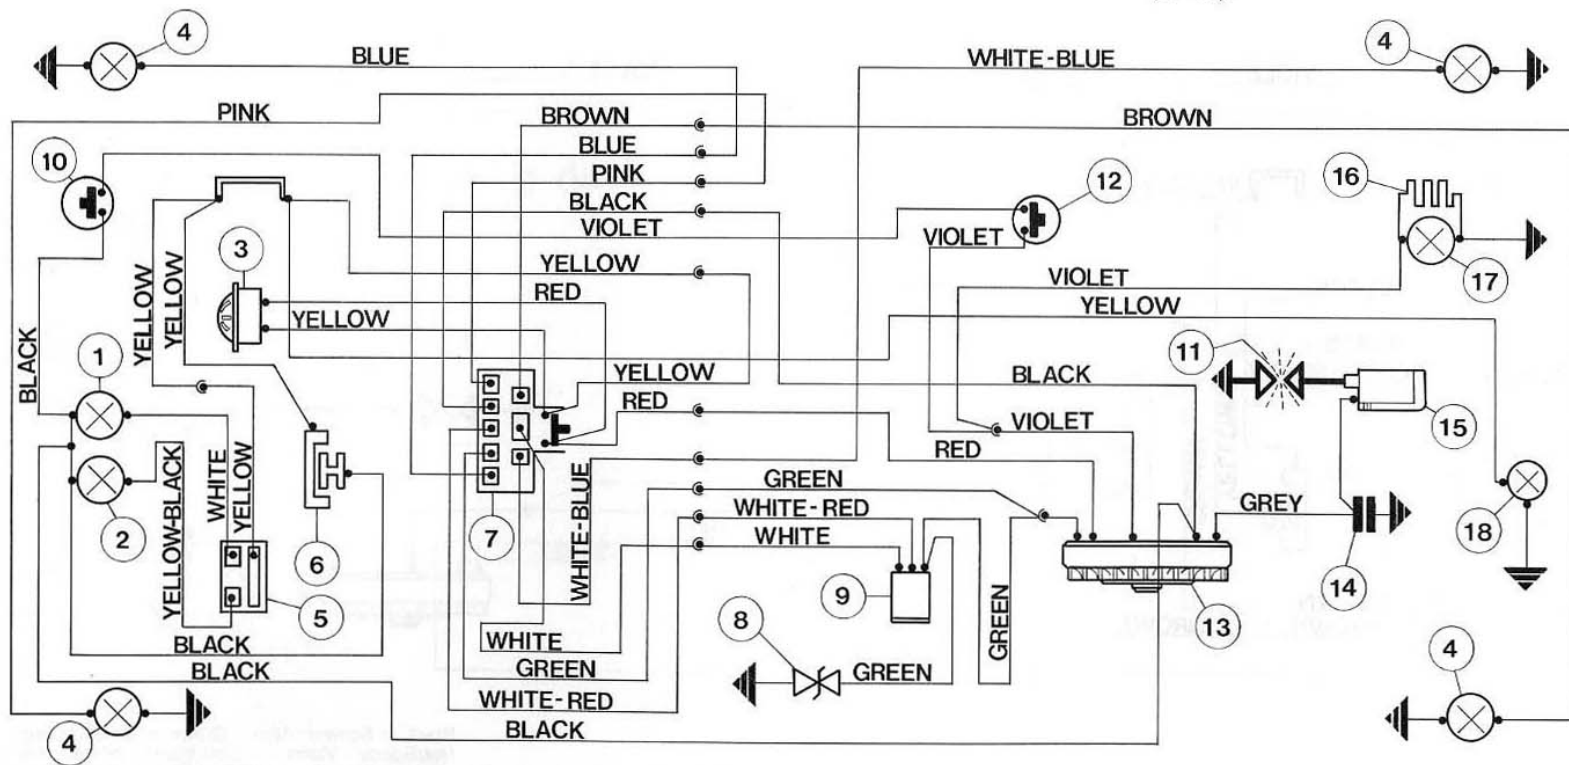 4
BLUE
WHITE-BLUE
4
PINK
BROWN
BROWN
BLUE
10
PINK
12
16
BLACK
VIOLET
VIOLET
3
YELLOW
VIOLET
17
RED
YELLOW
YELLOW
YELLOW
YELLOW
BLACK
1
11
YELLOW
BLACK
RED
VIOLET
15
RED
WHITE
YELLOW
GREEN
WHITE-BLUE
WHITE-RED
GREY
2
YELLOW-BLACK
6
7
WHITE
18
5
9
GREEN
14
13
8
BLACK
WHITE
GREEN
GREEN
4
BLACK
WHITE-RED
4
BLACK